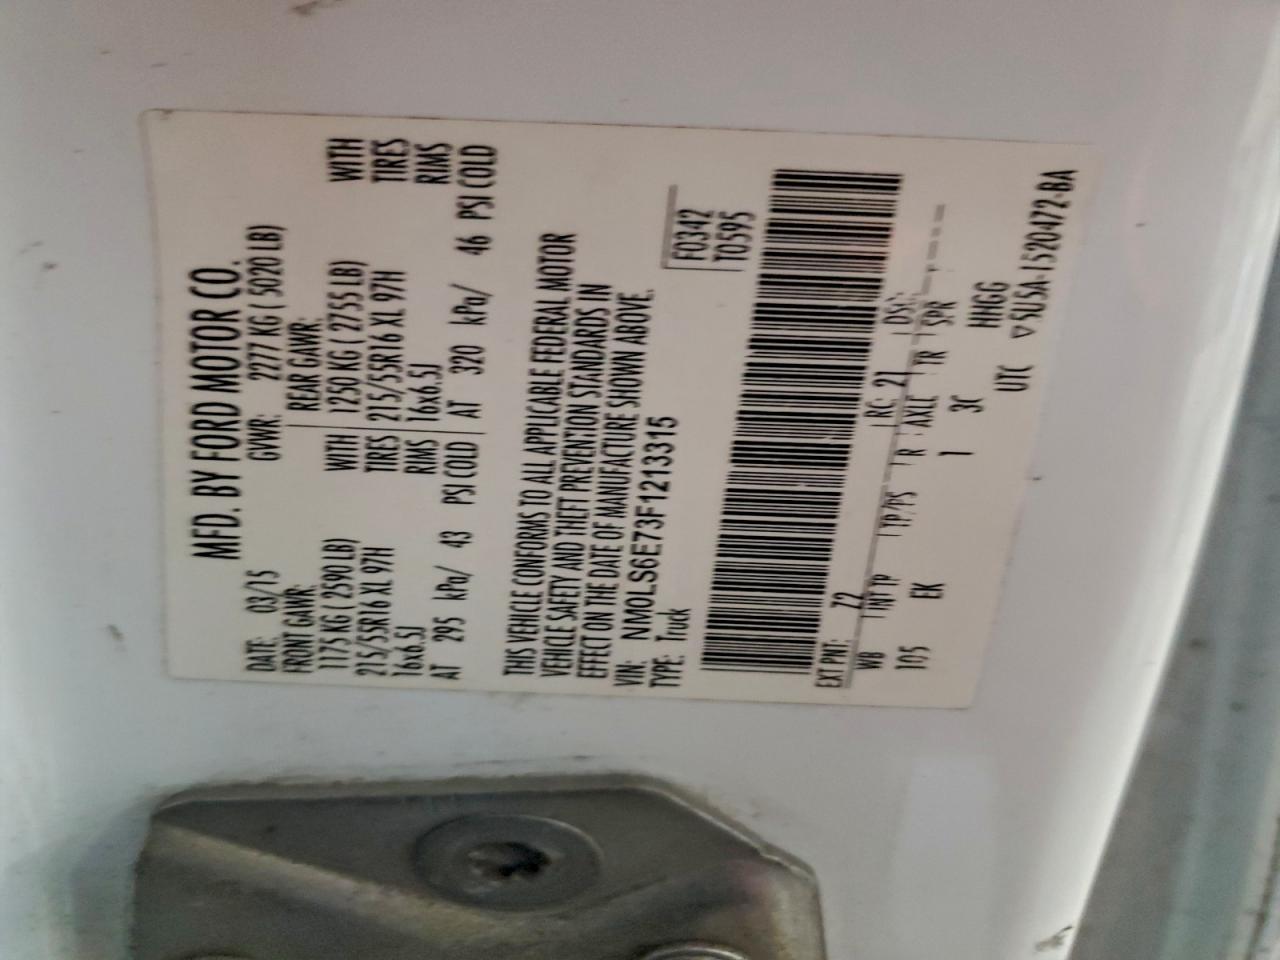 MFD. BY FORD MOTOR CO.
DATE: 03/15 GVWR: 2277 KG ( 5020 LB)
FRONT GAWR: REAR GAWR:
1175 KG ( 2590 LB) WITH 1250 KG ( 2755 LB) WITH
215/55R16 XL 97H TIRES 215/55R16 XL 97H TIRES
16x6.5J RIMS 16x6.5J RIMS
AT 295 kPa/ 43 PSI COLD AT 320 kPa/ 46 PSI COLD
THIS VEHICLE CONFORMS TO ALL APPLICABLE FEDERAL MOTOR
VEHICLE SAFETY AND THEFT PREVENTION STANDARDS IN
EFFECT ON THE DATE OF MANUFACTURE SHOWN ABOVE.
VIN: NM0LS6E73F1213315
TYPE: Truck
F0342
T0595
EXT PNT: Z2 RC: 21 DSO:
WB INT TR TP/PS R AXLE TR SPR
105 EK 1 3C HHGG
UTC ▽5U5A-1520472-BA